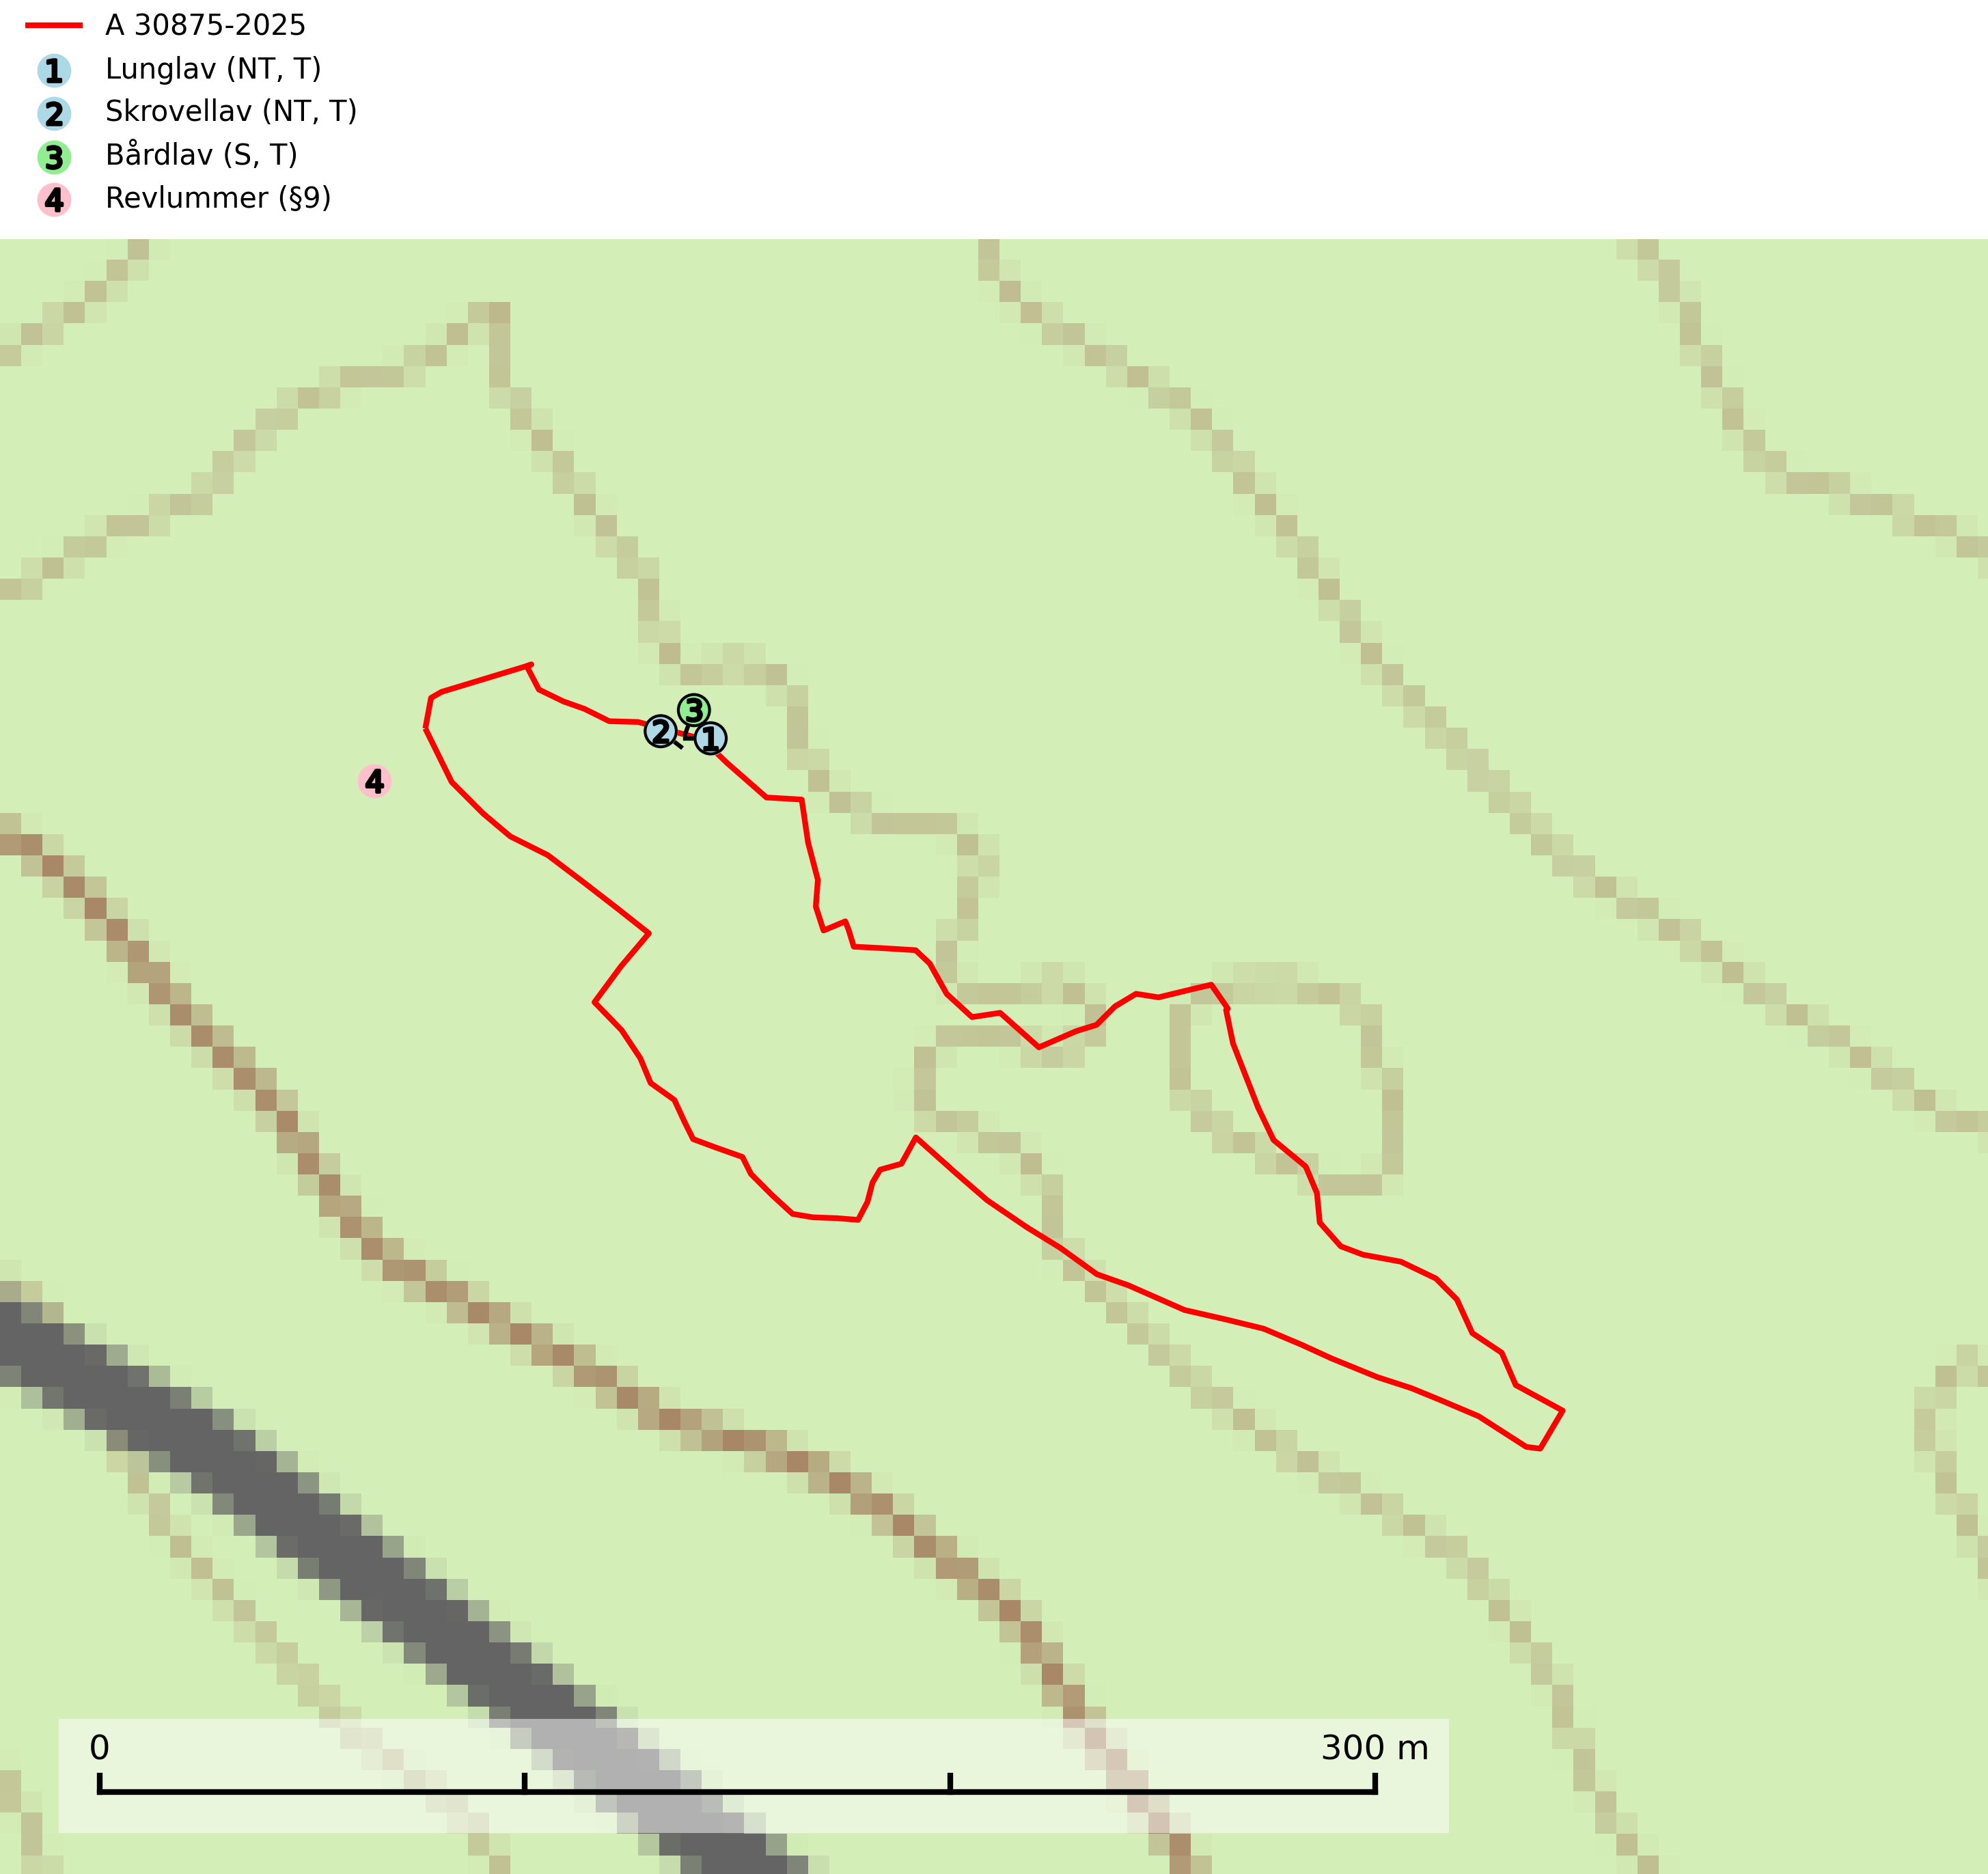 A 30875-2025
1 Lunglav (NT, T)
2 Skrovellav (NT, T)
3 Bårdlav (S, T)
4 Revlummer (§9)
3
2
1
4
0 300 m